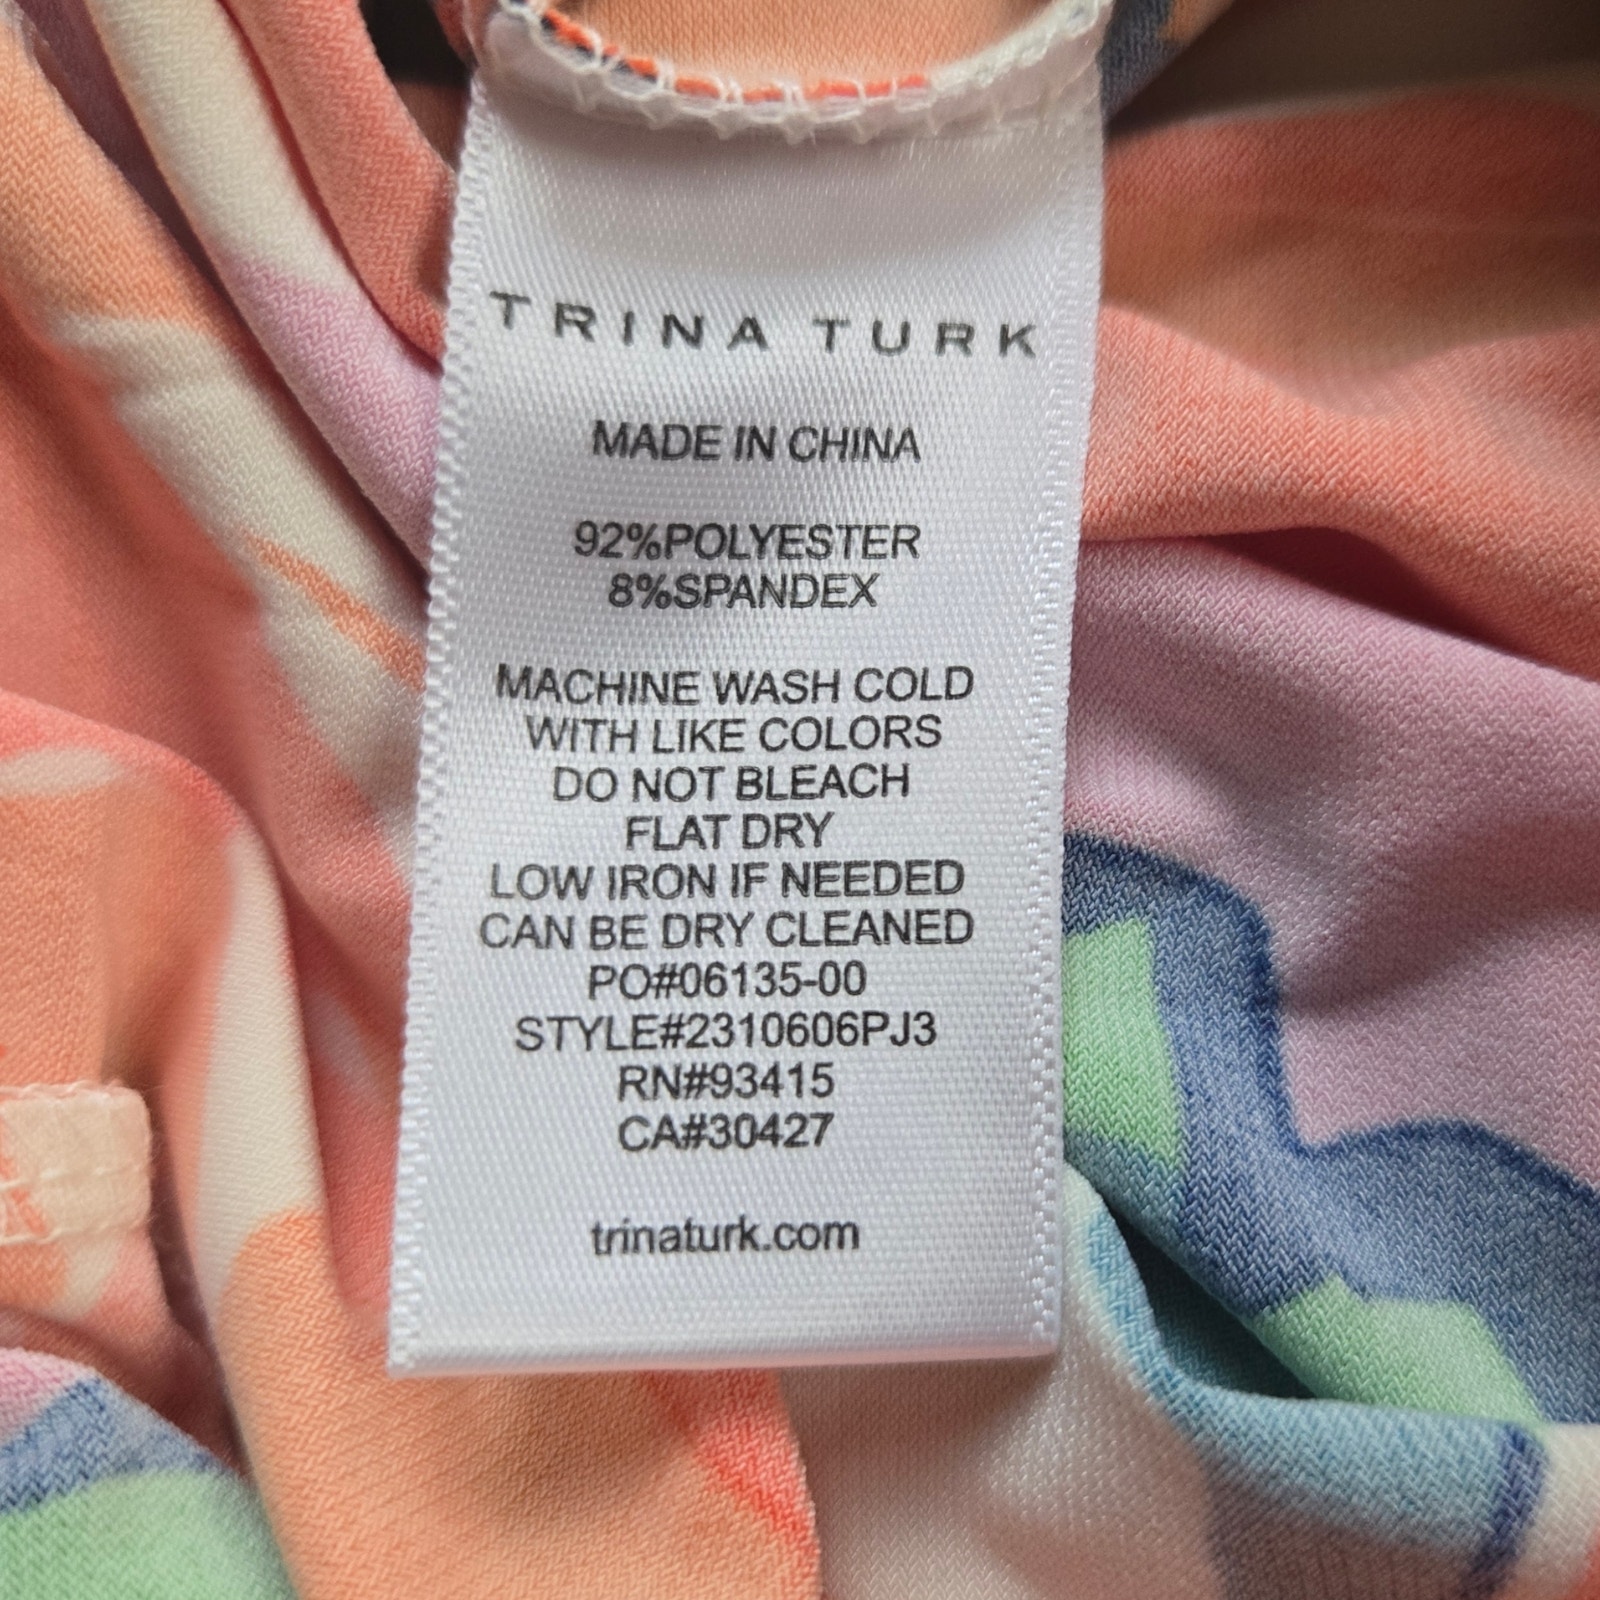 TRINA TURK
MADE IN CHINA
92%POLYESTER
8%SPANDEX
MACHINE WASH COLD
WITH LIKE COLORS
DO NOT BLEACH
FLAT DRY
LOW IRON IF NEEDED
CAN BE DRY CLEANED
PO#06135-00
STYLE#2310606PJ3
RN#93415
CA#30427
trinaturk.com